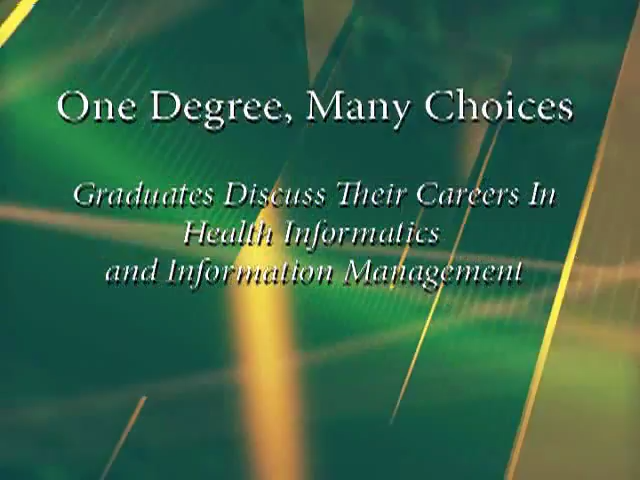 One Degree, Many Choices
Graduates Discuss Their Careers In
Health Informatics
and Information Management